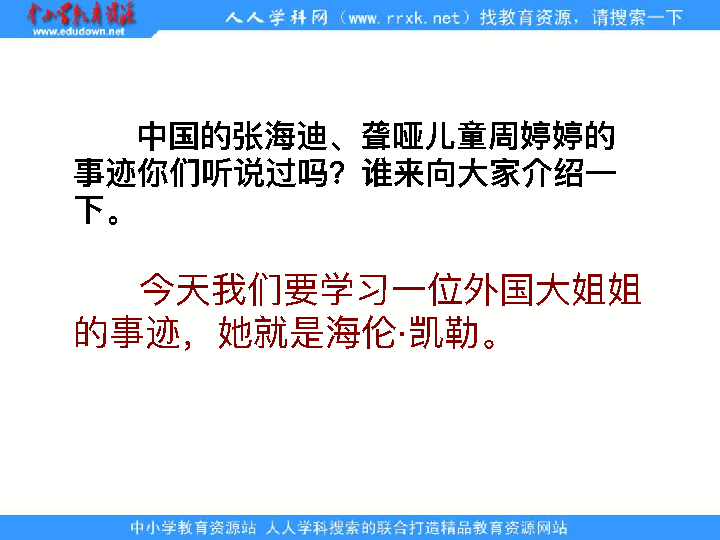 中小学教育资源
www.edudown.net
人人学科网（www.rrxk.net）找教育资源，请搜索一下
中国的张海迪、聋哑儿童周婷婷的
事迹你们听说过吗？谁来向大家介绍一
下。
今天我们要学习一位外国大姐姐
的事迹，她就是海伦·凯勒。
中小学教育资源站 人人学科搜索的联合打造精品教育资源网站